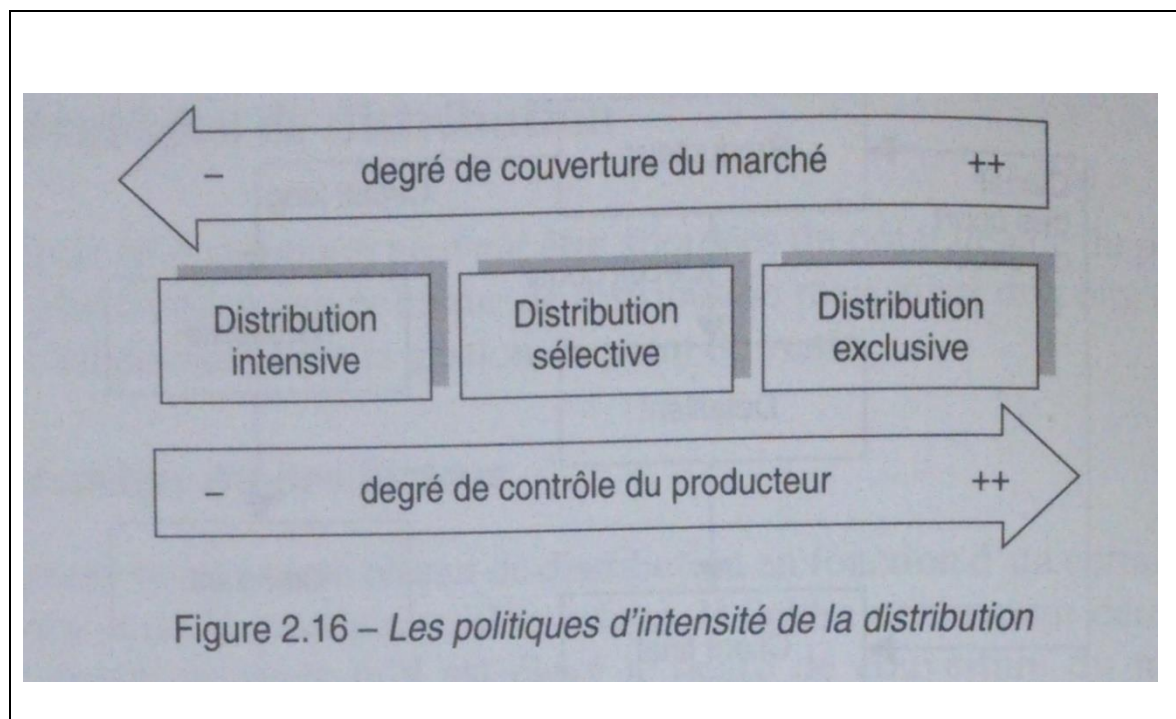 – degré de couverture du marché ++
Distribution
intensive
Distribution
sélective
Distribution
exclusive
– degré de contrôle du producteur ++
Figure 2.16 – Les politiques d'intensité de la distribution